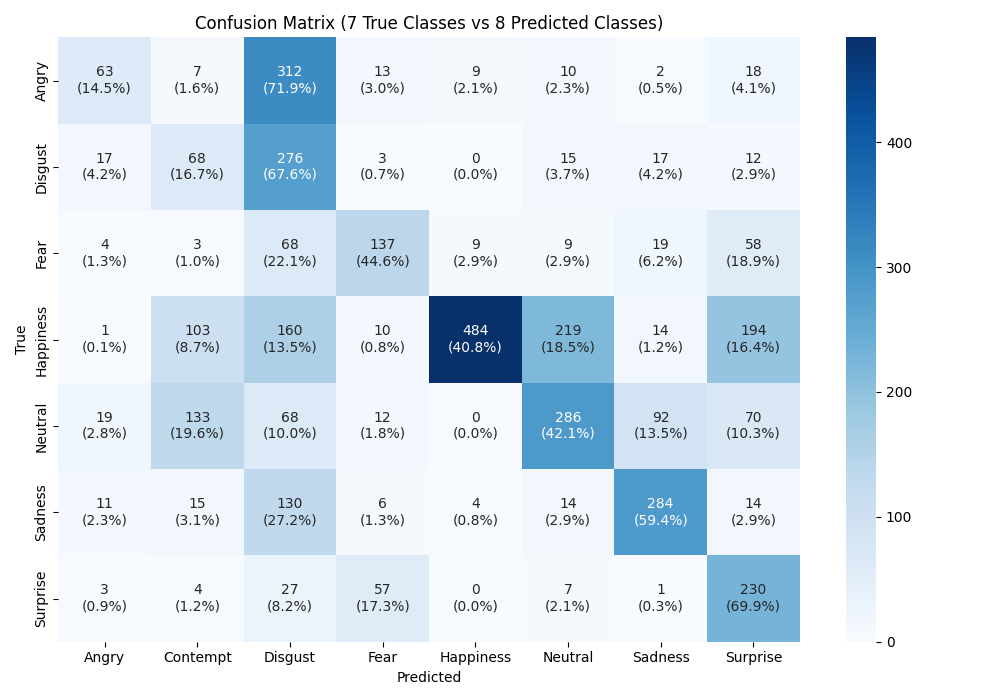 Confusion Matrix (7 True Classes vs 8 Predicted Classes)
True
Angry
63 7 312 13 9 10 2 18
(14.5%) (1.6%) (71.9%) (3.0%) (2.1%) (2.3%) (0.5%) (4.1%)
Disgust
17 68 276 3 0 15 17 12
(4.2%) (16.7%) (67.6%) (0.7%) (0.0%) (3.7%) (4.2%) (2.9%)
Fear
4 3 68 137 9 9 19 58
(1.3%) (1.0%) (22.1%) (44.6%) (2.9%) (2.9%) (6.2%) (18.9%)
Happiness
1 103 160 10 484 219 14 194
(0.1%) (8.7%) (13.5%) (0.8%) (40.8%) (18.5%) (1.2%) (16.4%)
Neutral
19 133 68 12 0 286 92 70
(2.8%) (19.6%) (10.0%) (1.8%) (0.0%) (42.1%) (13.5%) (10.3%)
Sadness
11 15 130 6 4 14 284 14
(2.3%) (3.1%) (27.2%) (1.3%) (0.8%) (2.9%) (59.4%) (2.9%)
Surprise
3 4 27 57 0 7 1 230
(0.9%) (1.2%) (8.2%) (17.3%) (0.0%) (2.1%) (0.3%) (69.9%)
Angry Contempt Disgust Fear Happiness Neutral Sadness Surprise
Predicted
400
300
200
100
0